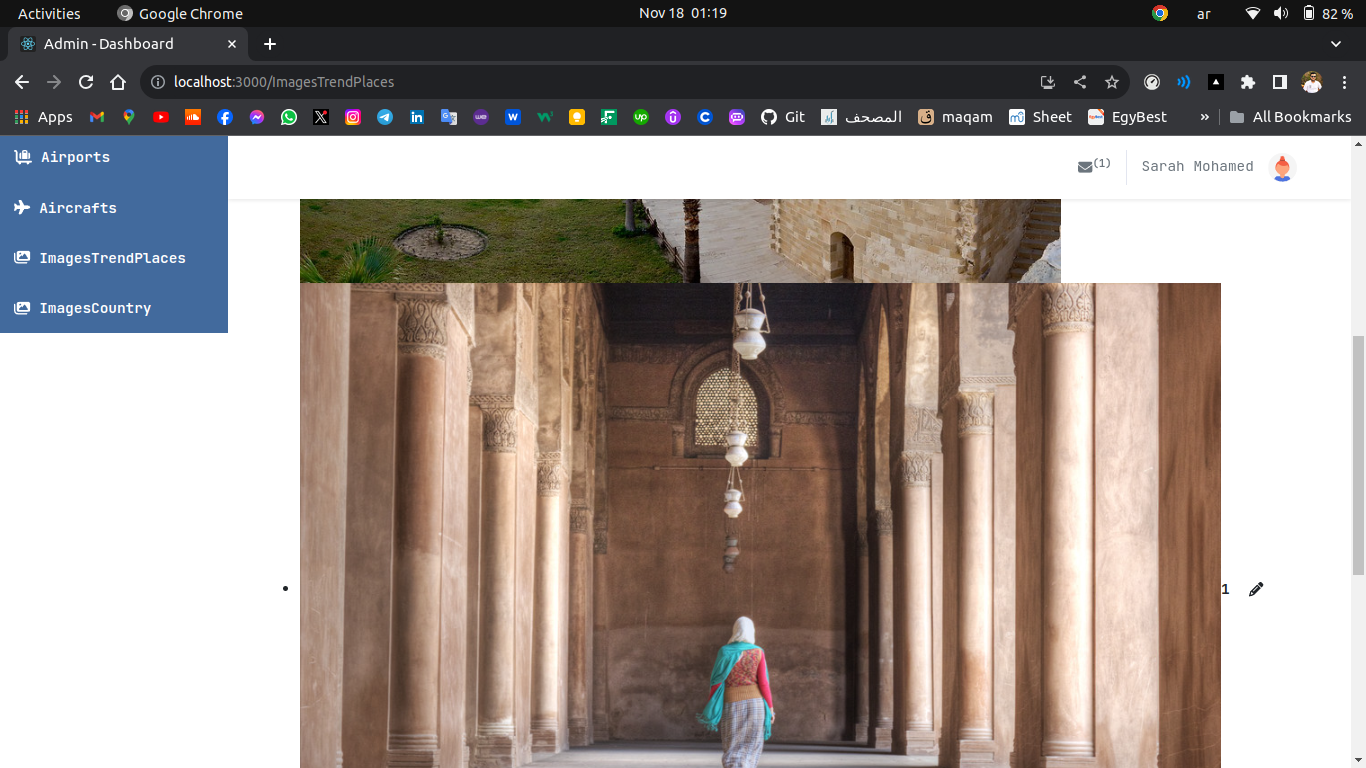 Activities Google Chrome Nov 18 01:19 ar 82 %
Admin - Dashboard
localhost:3000/ImagesTrendPlaces
Apps Git المصحف maqam Sheet EgyBest » All Bookmarks
Airports
(1) Sarah Mohamed
Aircrafts
ImagesTrendPlaces
ImagesCountry
1